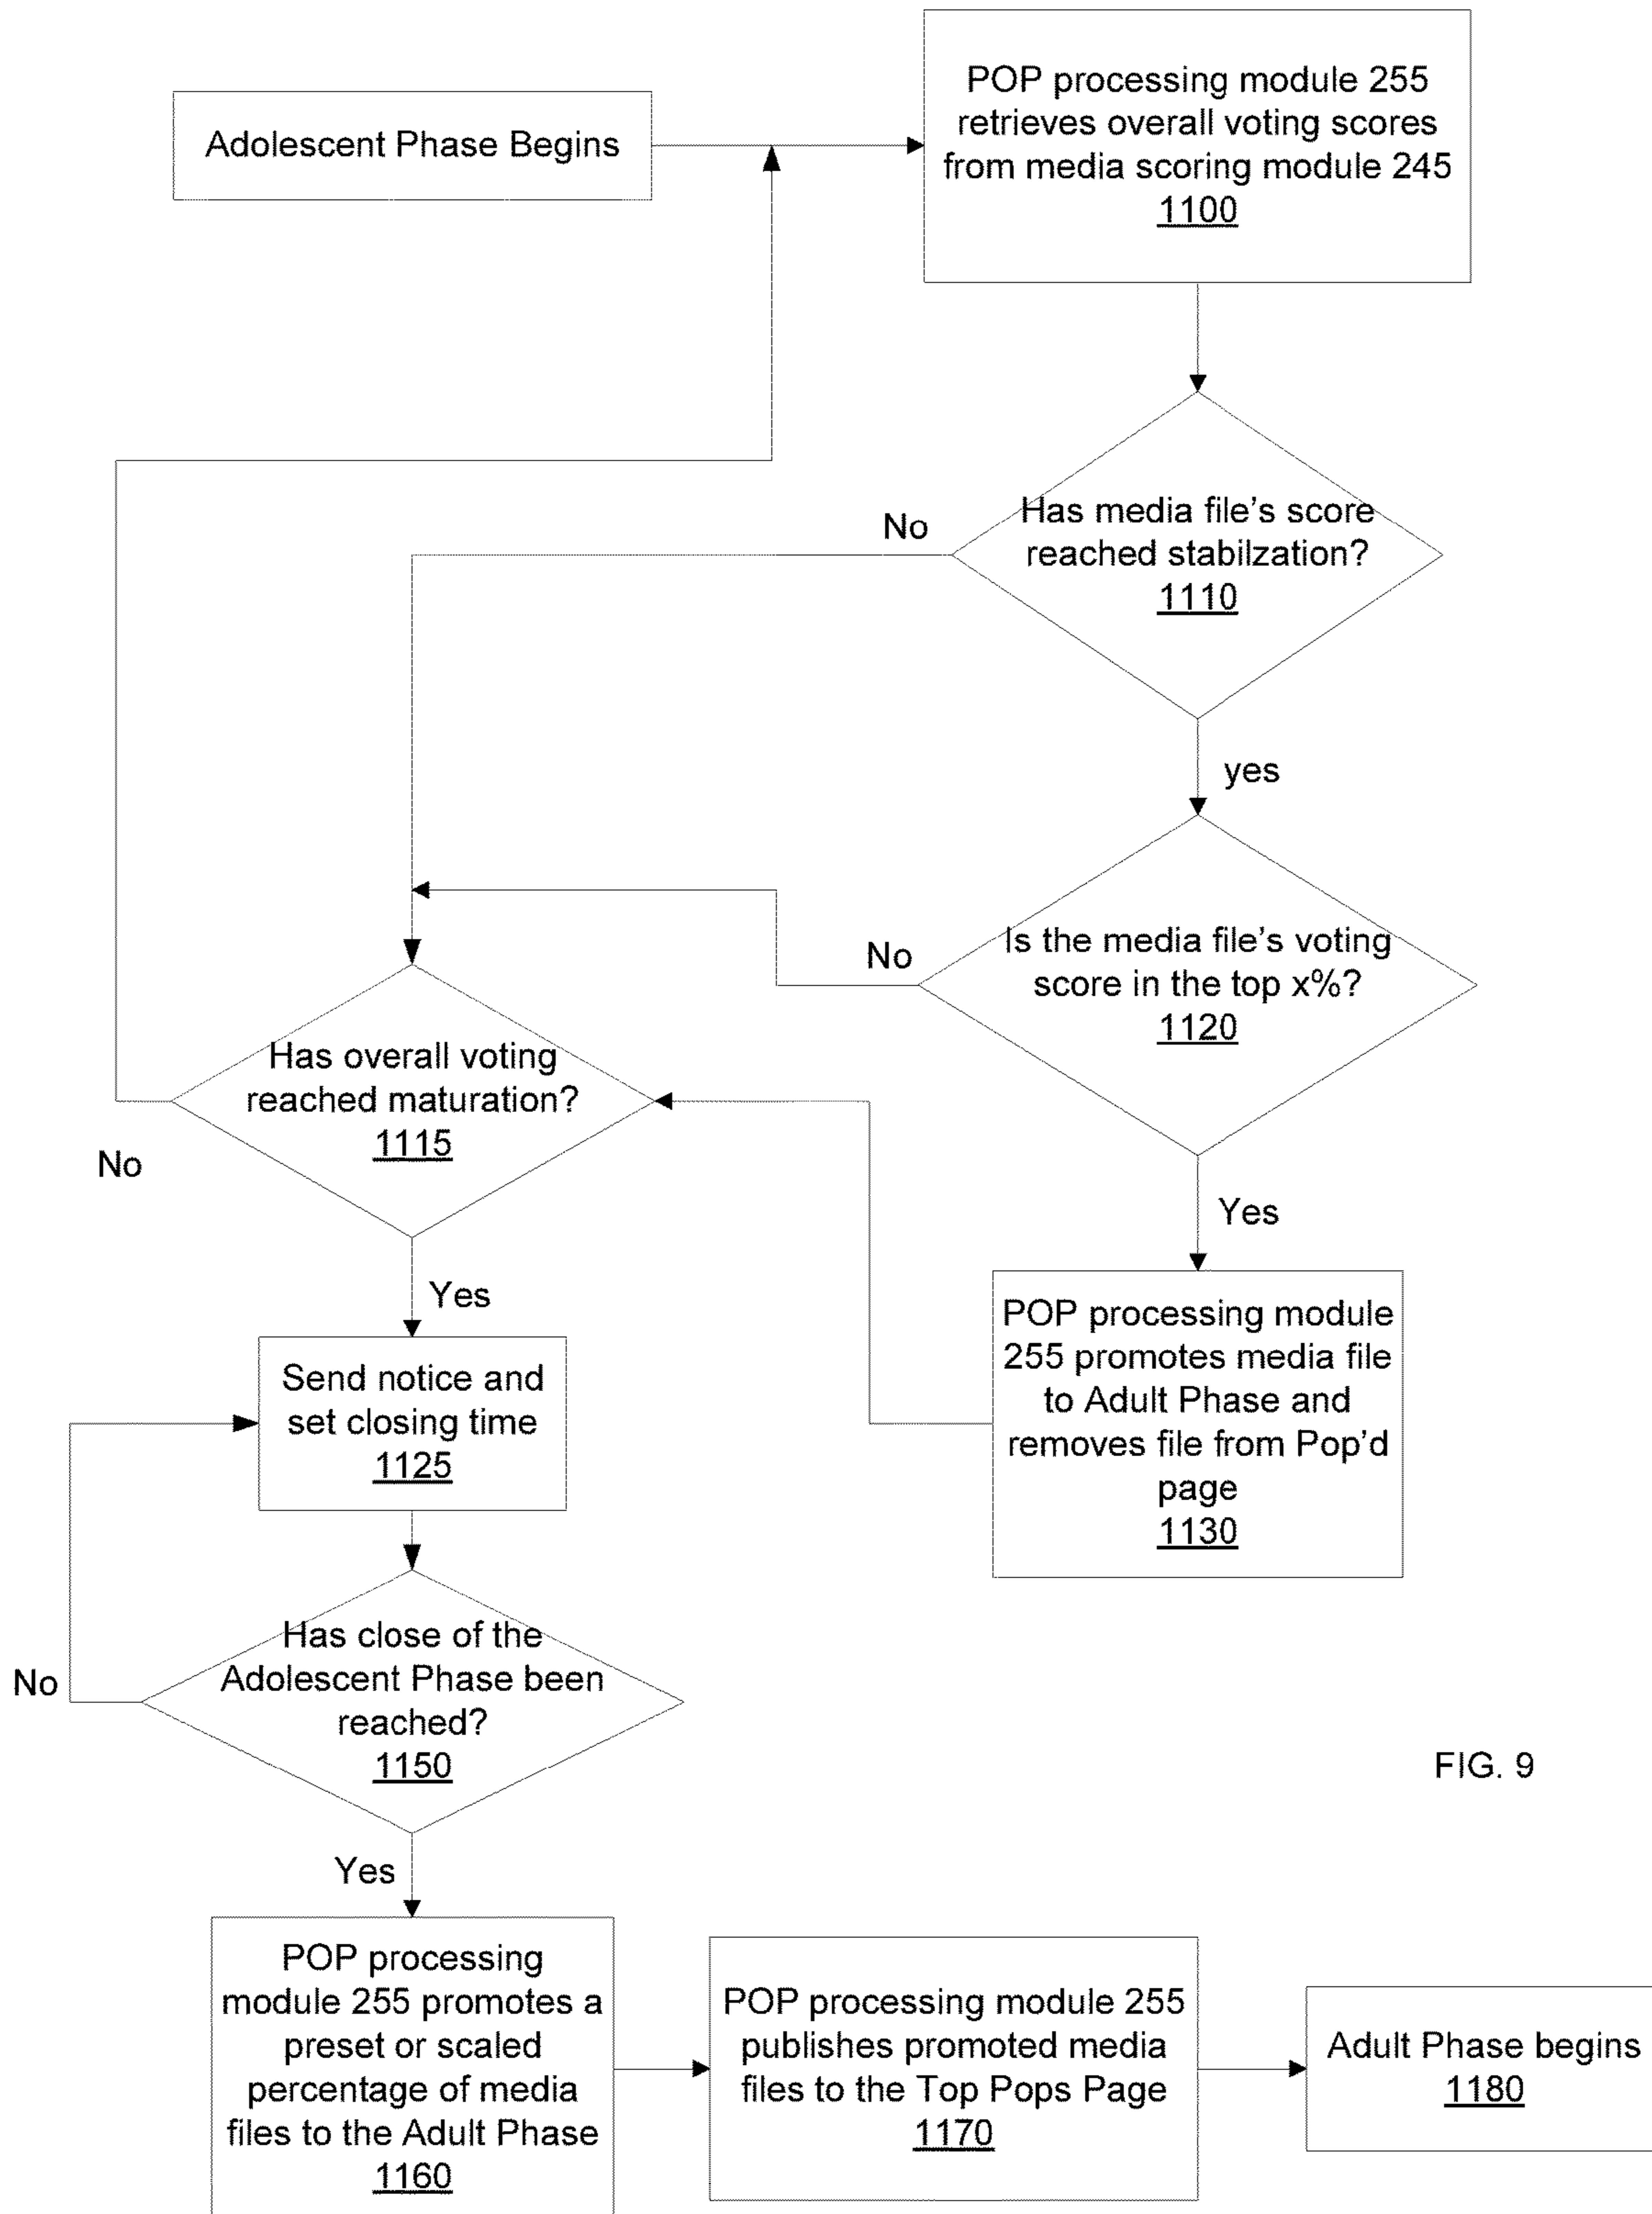 Adolescent Phase Begins
POP processing module 255
retrieves overall voting scores
from media scoring module 245
1100
Has media file's score
reached stabilzation?
1110
No
yes
Is the media file's voting
score in the top x%?
1120
No
Yes
Has overall voting
reached maturation?
1115
No
Yes
POP processing module
255 promotes media file
to Adult Phase and
removes file from Pop'd
page
1130
Send notice and
set closing time
1125
Has close of the
Adolescent Phase been
reached?
1150
No
Yes
FIG. 9
POP processing
module 255 promotes a
preset or scaled
percentage of media
files to the Adult Phase
1160
POP processing module 255
publishes promoted media
files to the Top Pops Page
1170
Adult Phase begins
1180